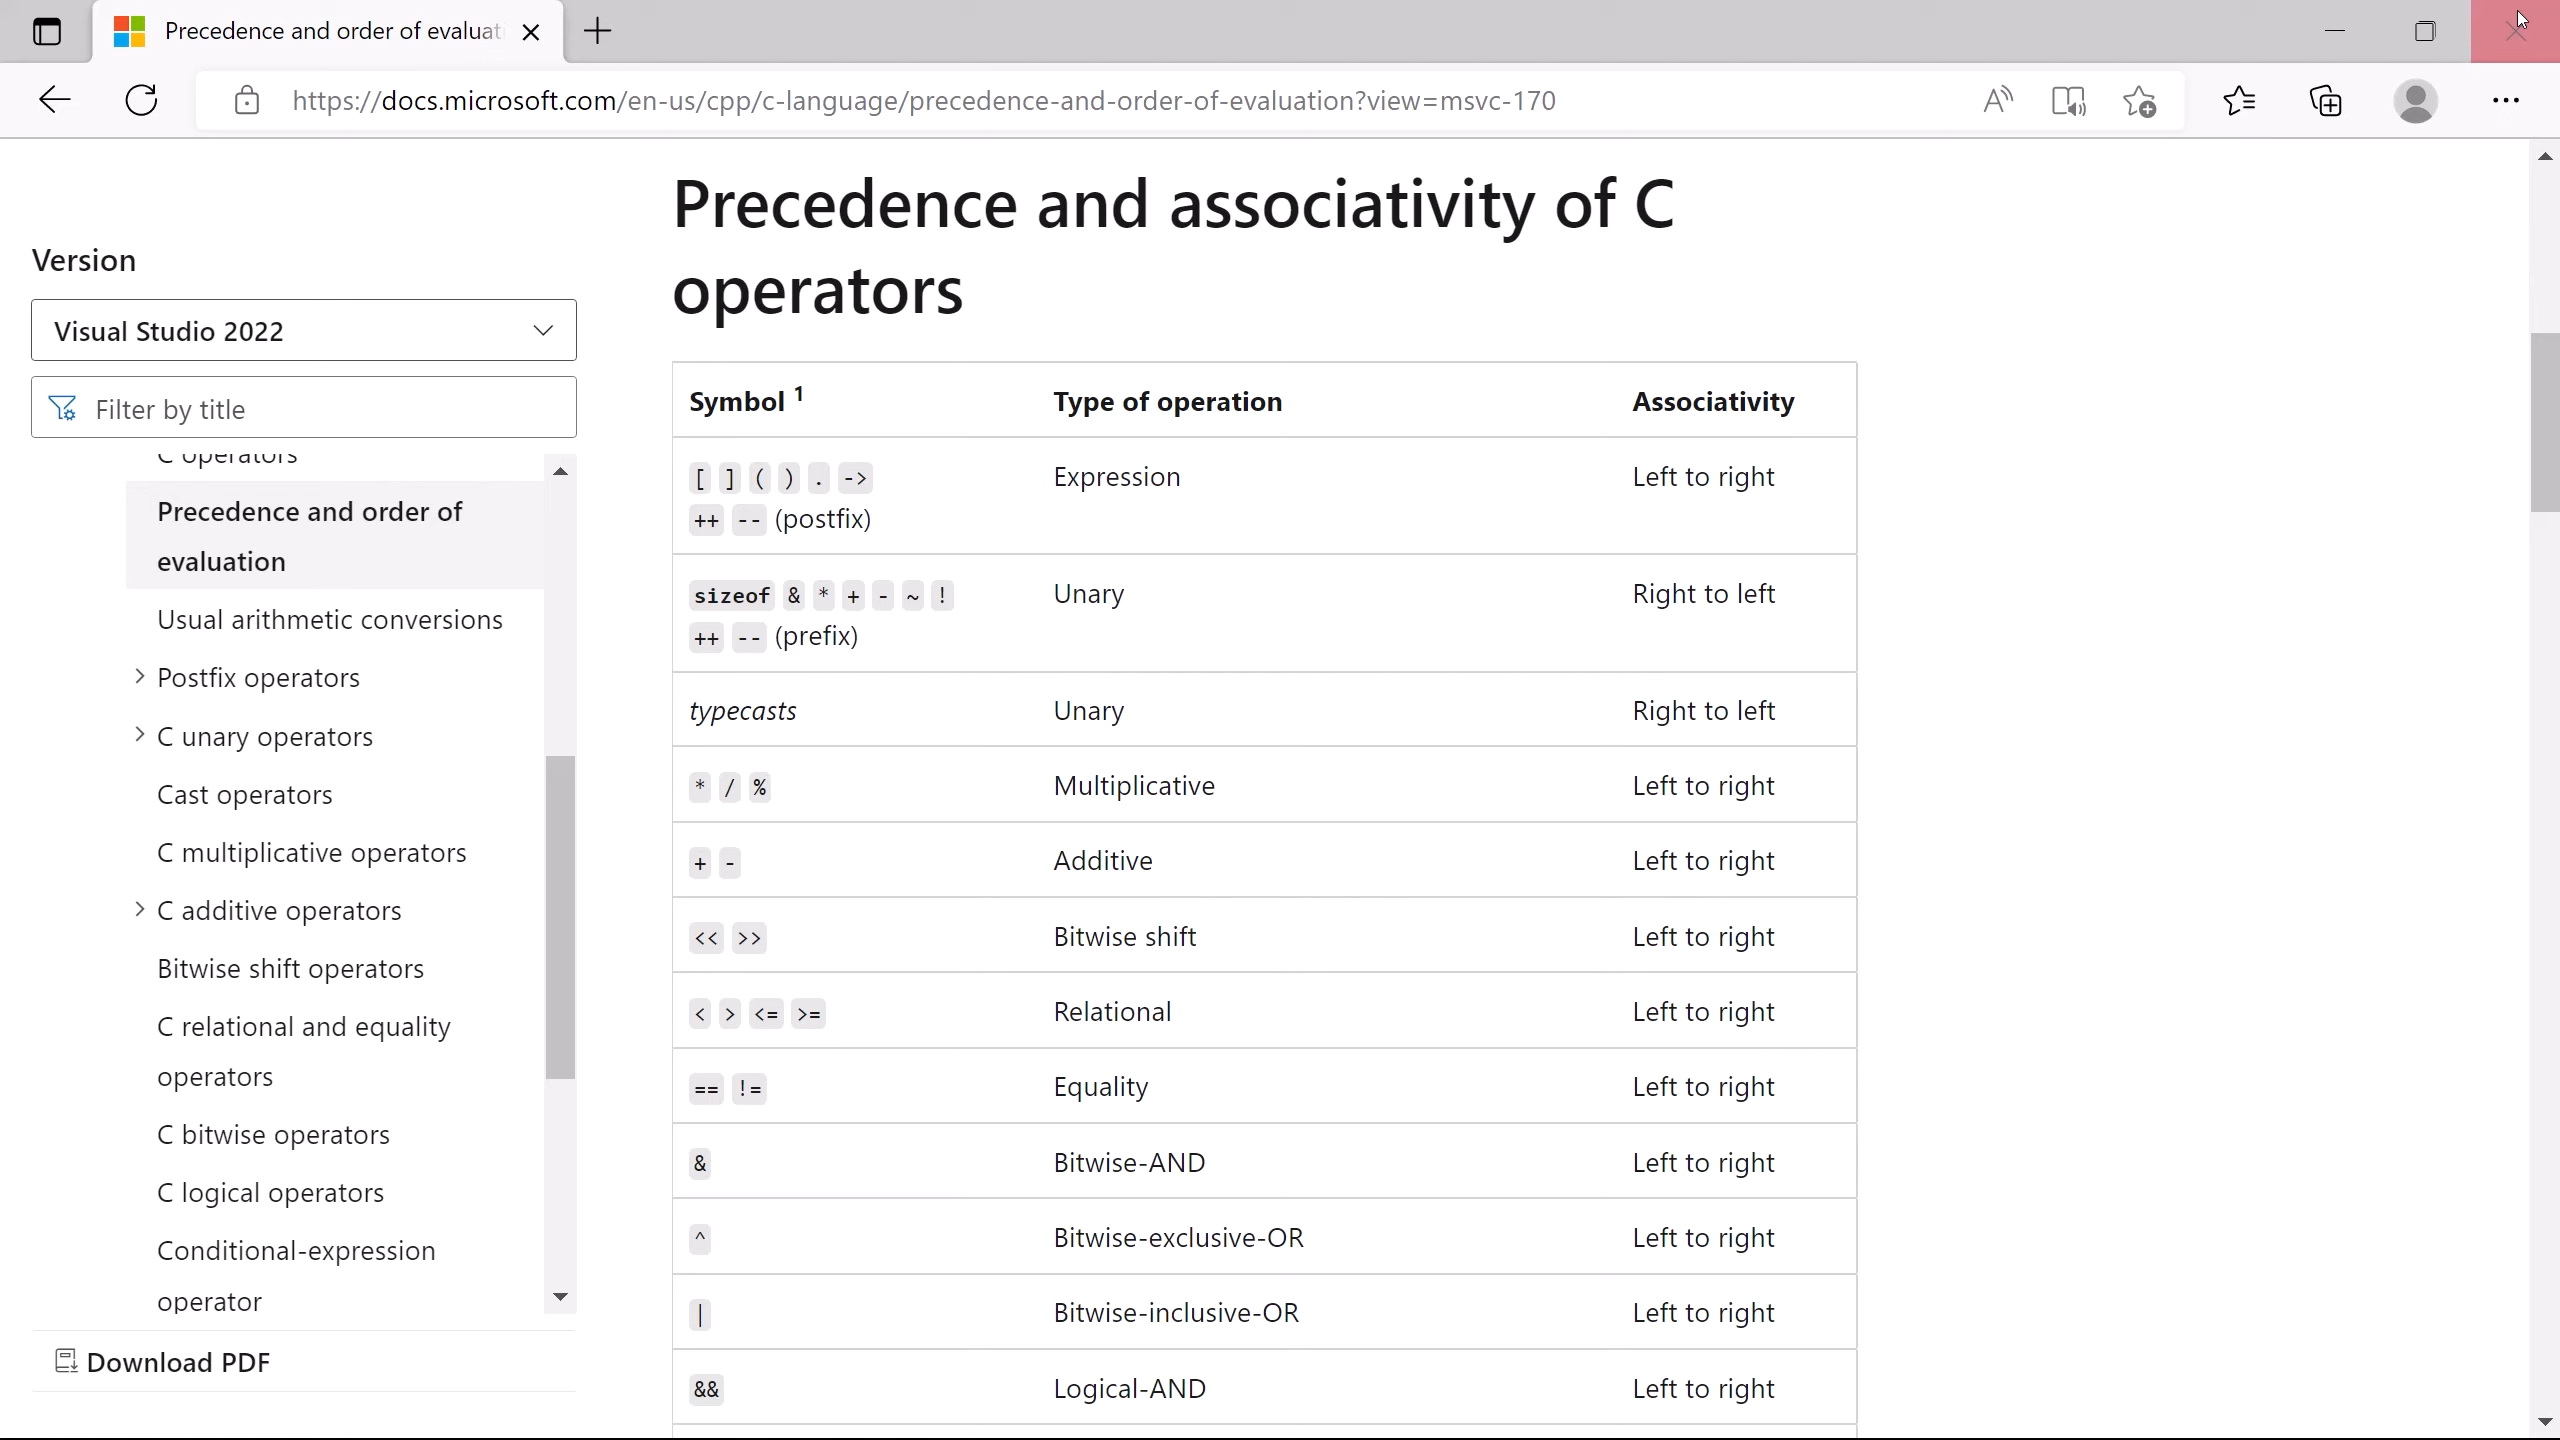 Precedence and order of evaluat
https://docs.microsoft.com/en-us/cpp/c-language/precedence-and-order-of-evaluation?view=msvc-170
Version
Visual Studio 2022
Filter by title
C operators
Precedence and order of
evaluation
Usual arithmetic conversions
Postfix operators
C unary operators
Cast operators
C multiplicative operators
C additive operators
Bitwise shift operators
C relational and equality
operators
C bitwise operators
C logical operators
Conditional-expression
operator
Download PDF
Precedence and associativity of C
operators
Symbol 1 Type of operation Associativity
[ ] ( ) . -> Expression Left to right
++ -- (postfix)
sizeof & * + - ~ ! Unary Right to left
++ -- (prefix)
typecasts Unary Right to left
* / % Multiplicative Left to right
+ - Additive Left to right
<< >> Bitwise shift Left to right
< > <= >= Relational Left to right
== != Equality Left to right
& Bitwise-AND Left to right
^ Bitwise-exclusive-OR Left to right
| Bitwise-inclusive-OR Left to right
&& Logical-AND Left to right